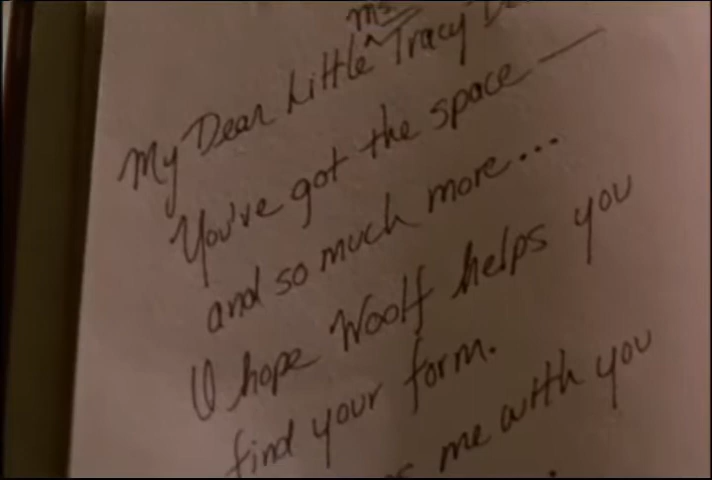 My Dear Little ^Ms. Tracy
You've got the space —
and so much more...
I hope Woolf helps you
find your form.
me with you